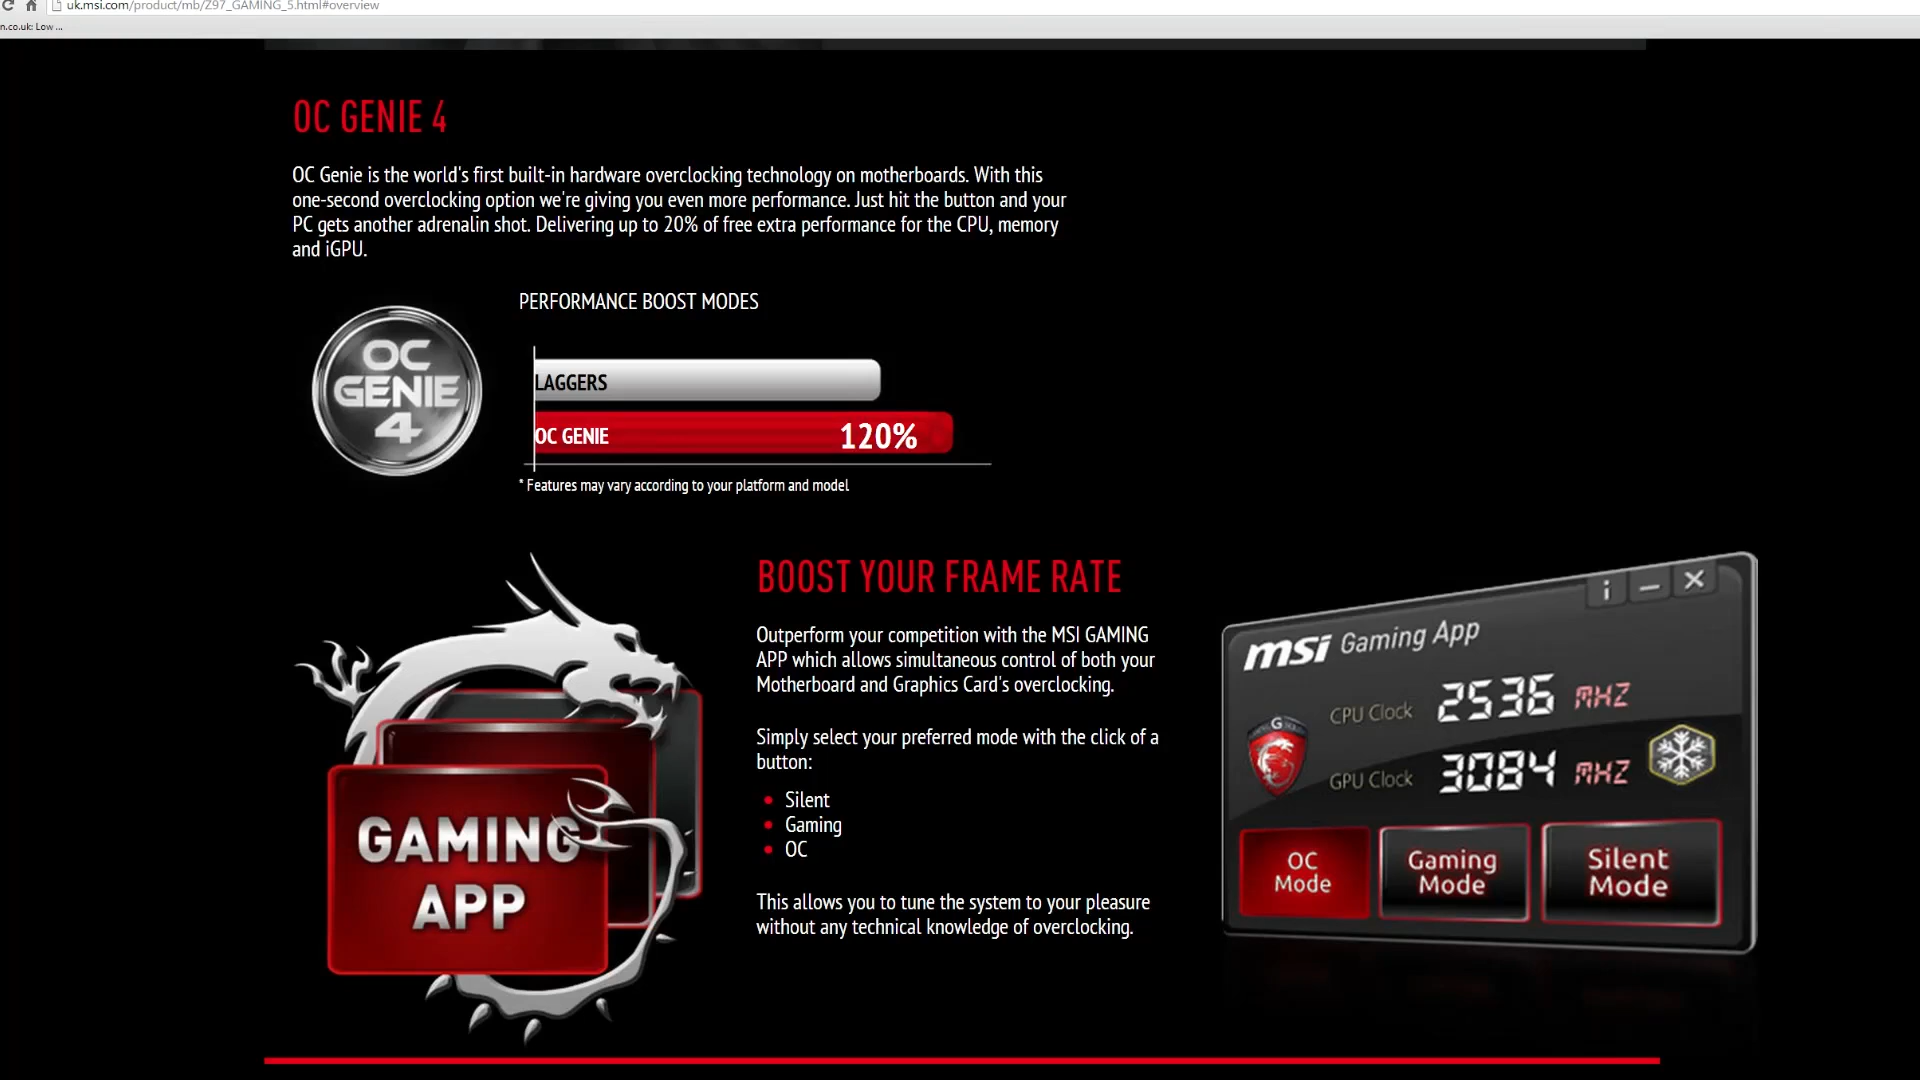 uk.msi.com/product/mb/Z97_GAMING_5.html#overview
n.co.uk: Low ...
OC GENIE 4
OC Genie is the world's first built-in hardware overclocking technology on motherboards. With this
one-second overclocking option we're giving you even more performance. Just hit the button and your
PC gets another adrenalin shot. Delivering up to 20% of free extra performance for the CPU, memory
and iGPU.
PERFORMANCE BOOST MODES
OC
GENIE
4
LAGGERS
OC GENIE 120%
* Features may vary according to your platform and model
BOOST YOUR FRAME RATE
Outperform your competition with the MSI GAMING
APP which allows simultaneous control of both your
Motherboard and Graphics Card's overclocking.
Simply select your preferred mode with the click of a
button:
• Silent
• Gaming
• OC
This allows you to tune the system to your pleasure
without any technical knowledge of overclocking.
GAMING
APP
msi Gaming App
CPU Clock 2536 MHZ
GPU Clock 3084 MHZ
OC
Mode
Gaming
Mode
Silent
Mode